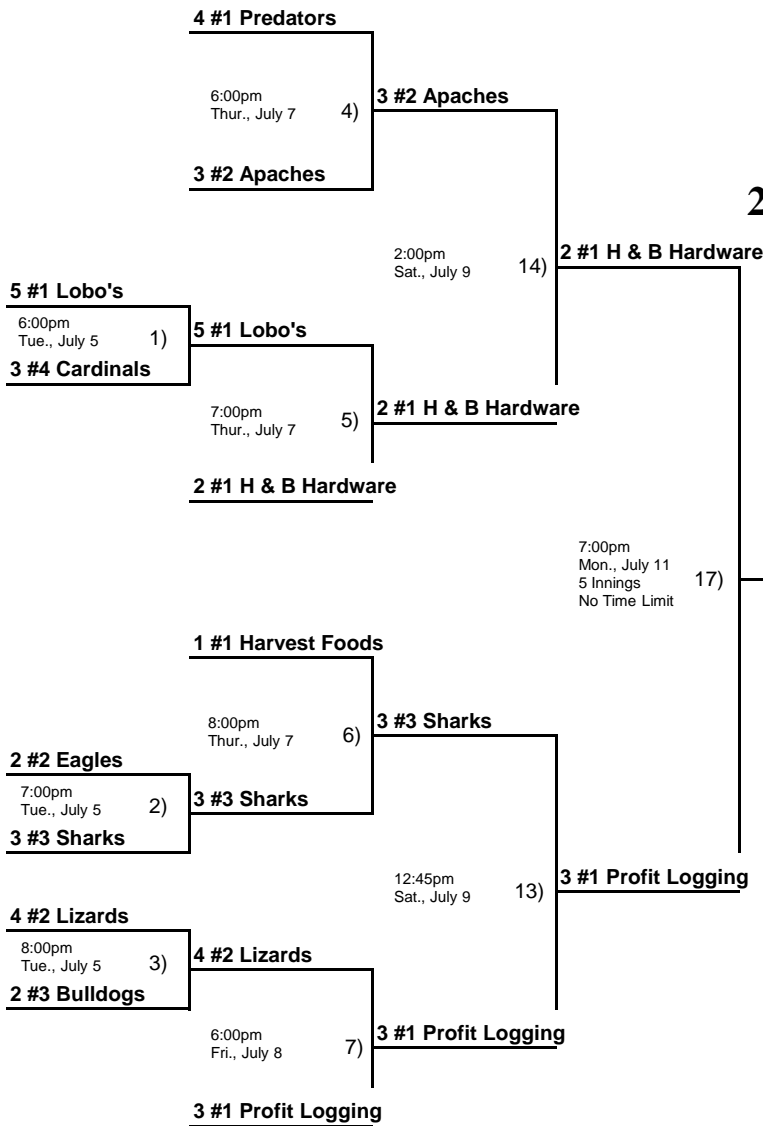 4 #1 Predators
6:00pm
Thur., July 7
4)
3 #2 Apaches
3 #2 Apaches
2
2:00pm
Sat., July 9
14)
2 #1 H & B Hardware
5 #1 Lobo's
6:00pm
Tue., July 5
1)
5 #1 Lobo's
3 #4 Cardinals
7:00pm
Thur., July 7
5)
2 #1 H & B Hardware
2 #1 H & B Hardware
7:00pm
Mon., July 11
5 Innings
No Time Limit
17)
1 #1 Harvest Foods
8:00pm
Thur., July 7
6)
3 #3 Sharks
2 #2 Eagles
7:00pm
Tue., July 5
2)
3 #3 Sharks
3 #3 Sharks
12:45pm
Sat., July 9
13)
3 #1 Profit Logging
4 #2 Lizards
8:00pm
Tue., July 5
3)
4 #2 Lizards
2 #3 Bulldogs
6:00pm
Fri., July 8
7)
3 #1 Profit Logging
3 #1 Profit Logging